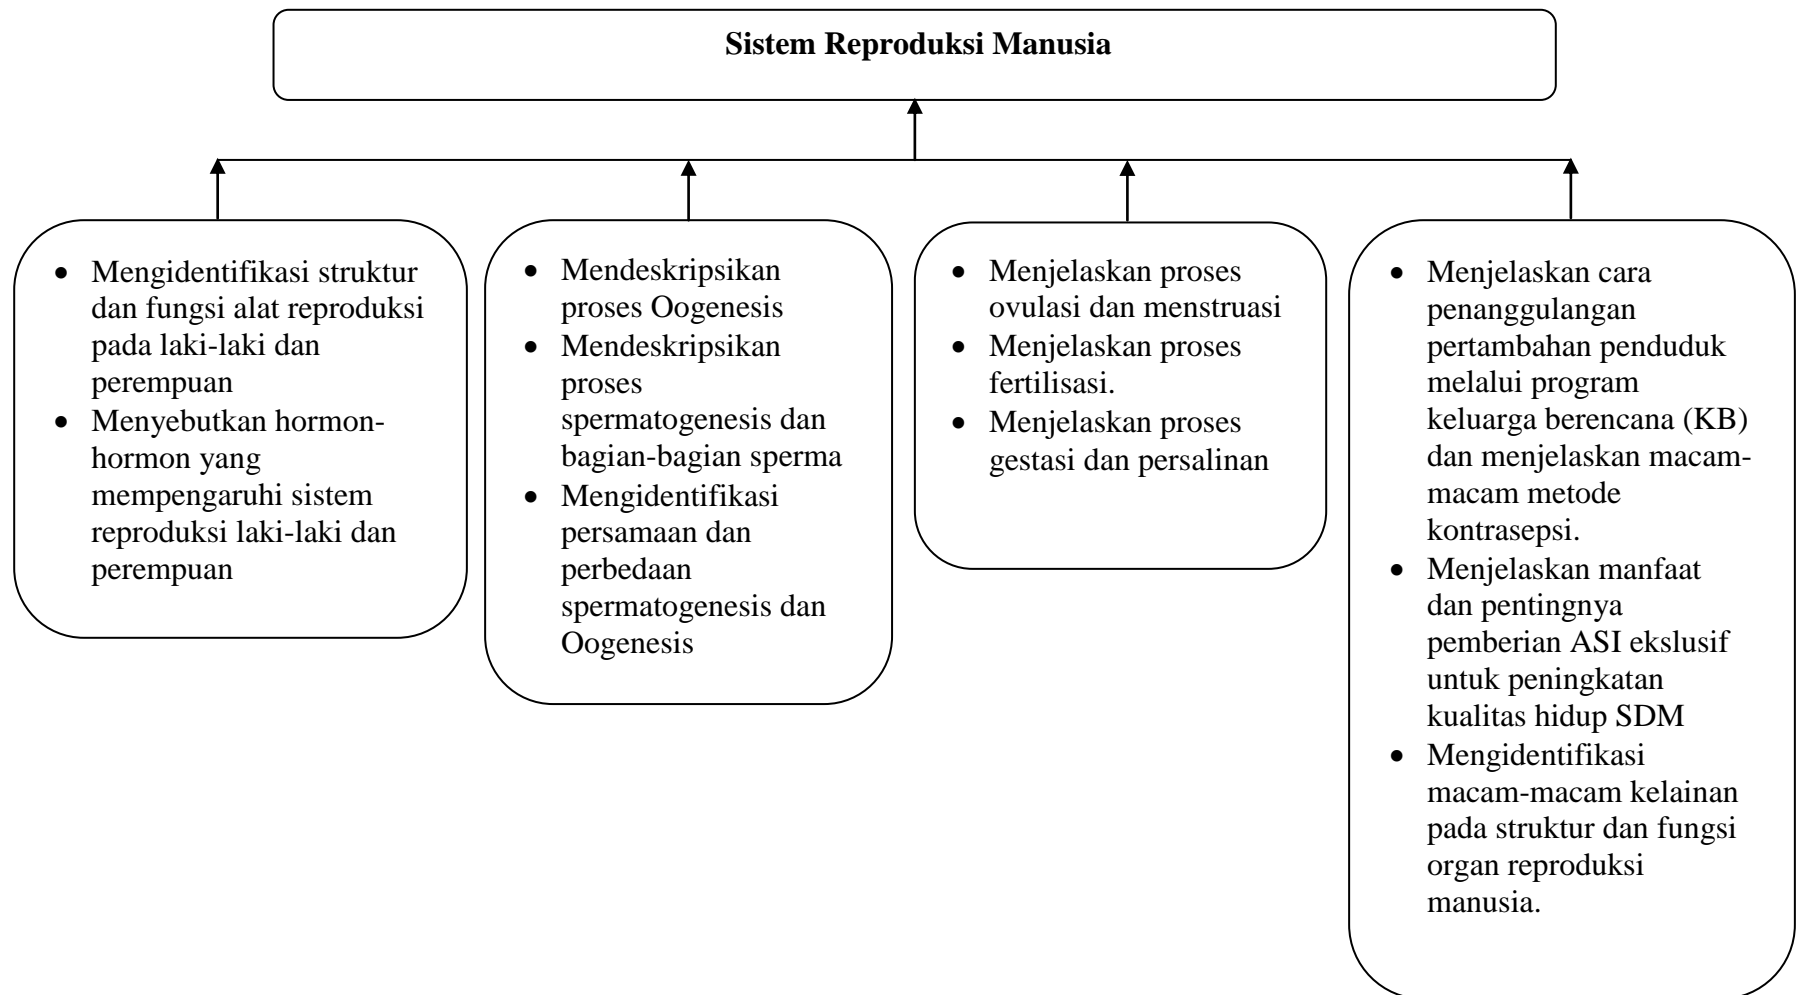 Sistem Reproduksi Manusia
• Mengidentifikasi struktur
dan fungsi alat reproduksi
pada laki-laki dan
perempuan
• Menyebutkan hormon-
hormon yang
mempengaruhi sistem
reproduksi laki-laki dan
perempuan
• Mendeskripsikan
proses Oogenesis
• Mendeskripsikan
proses
spermatogenesis dan
bagian-bagian sperma
• Mengidentifikasi
persamaan dan
perbedaan
spermatogenesis dan
Oogenesis
• Menjelaskan proses
ovulasi dan menstruasi
• Menjelaskan proses
fertilisasi.
• Menjelaskan proses
gestasi dan persalinan
• Menjelaskan cara
penanggulangan
pertambahan penduduk
melalui program
keluarga berencana (KB)
dan menjelaskan macam-
macam metode
kontrasepsi.
• Menjelaskan manfaat
dan pentingnya
pemberian ASI ekslusif
untuk peningkatan
kualitas hidup SDM
• Mengidentifikasi
macam-macam kelainan
pada struktur dan fungsi
organ reproduksi
manusia.